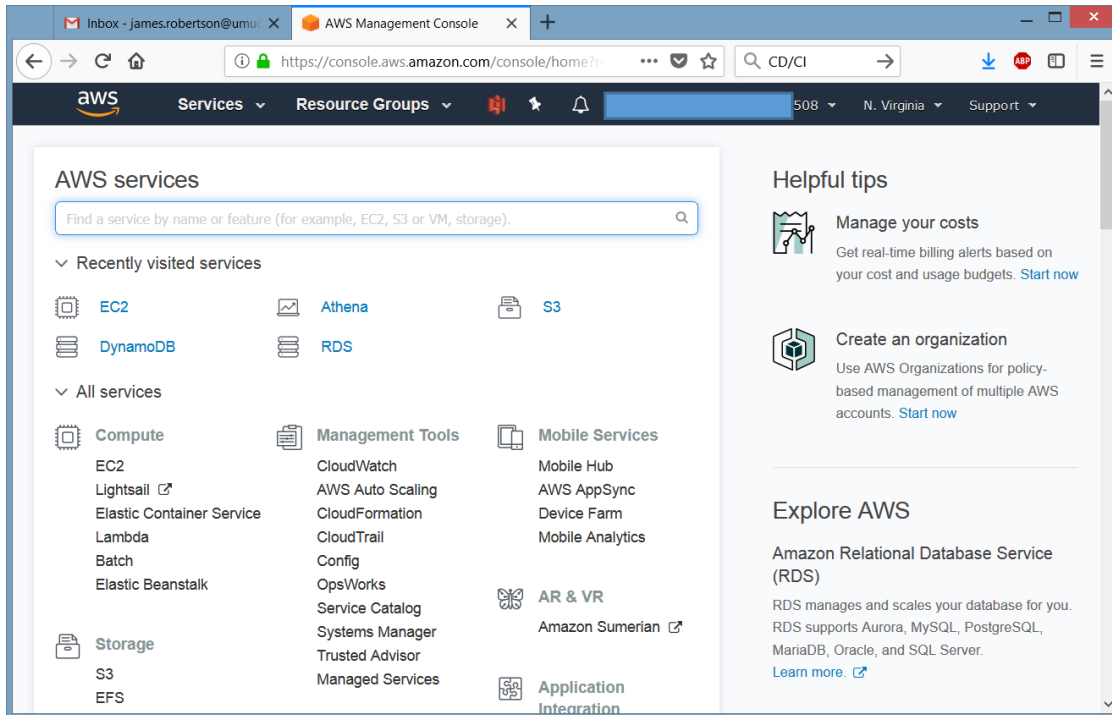 Inbox - james.robertson@umuc
AWS Management Console
https://console.aws.amazon.com/console/home?n
CD/CI
ABP
aws
Services
Resource Groups
508
N. Virginia
Support
AWS services
Find a service by name or feature (for example, EC2, S3 or VM, storage).
Recently visited services
EC2
Athena
S3
DynamoDB
RDS
All services
Compute
EC2
Lightsail
Elastic Container Service
Lambda
Batch
Elastic Beanstalk
Storage
S3
EFS
Management Tools
CloudWatch
AWS Auto Scaling
CloudFormation
CloudTrail
Config
OpsWorks
Service Catalog
Systems Manager
Trusted Advisor
Managed Services
Mobile Services
Mobile Hub
AWS AppSync
Device Farm
Mobile Analytics
AR & VR
Amazon Sumerian
Application
Integration
Helpful tips
Manage your costs
Get real-time billing alerts based on
your cost and usage budgets. Start now
Create an organization
Use AWS Organizations for policy-
based management of multiple AWS
accounts. Start now
Explore AWS
Amazon Relational Database Service
(RDS)
RDS manages and scales your database for you.
RDS supports Aurora, MySQL, PostgreSQL,
MariaDB, Oracle, and SQL Server.
Learn more.